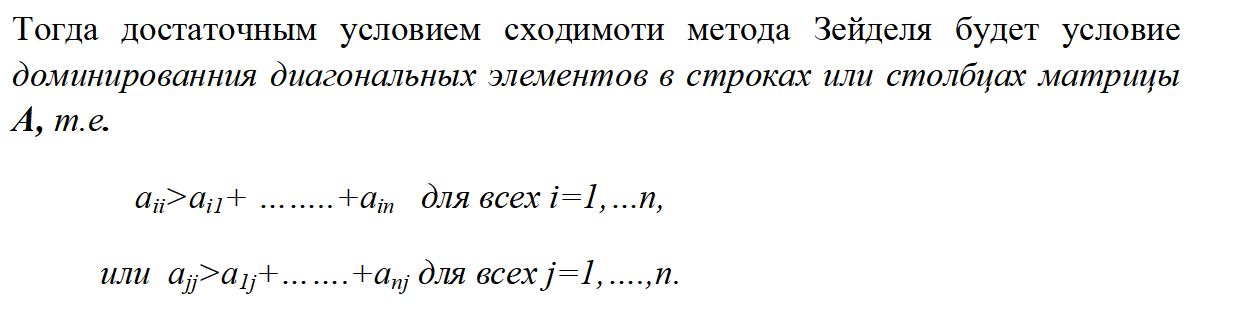 Тогда достаточным условием сходимоти метода Зейделя будет условие
доминированния диагональных элементов в строках или столбцах матрицы
А, т.е.
aii>ai1+ ........+ain для всех i=1,...n,
или ajj>a1j+.......+anj для всех j=1,....,n.